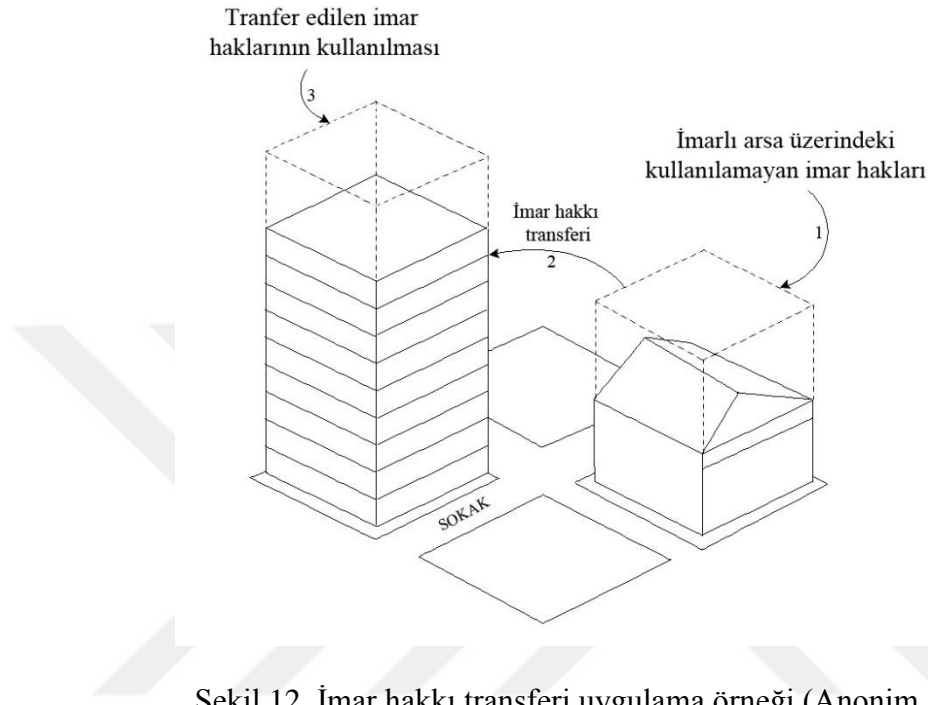 Tranfer edilen imar
haklarının kullanılması
3
İmarlı arsa üzerindeki
kullanılamayan imar hakları
1
İmar hakkı
transferi
2
SOKAK
Şekil 12. İmar hakkı transferi uygulama örneği (Anonim